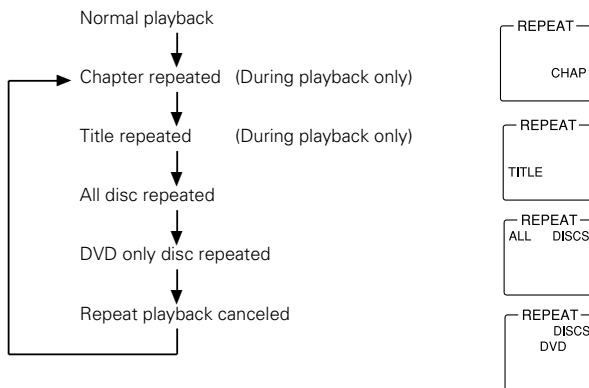 Normal playback
REPEAT
Chapter repeated (During playback only)
CHAP
Title repeated (During playback only)
REPEAT
TITLE
All disc repeated
REPEAT
ALL DISCS
DVD only disc repeated
Repeat playback canceled
REPEAT
DISCS
DVD